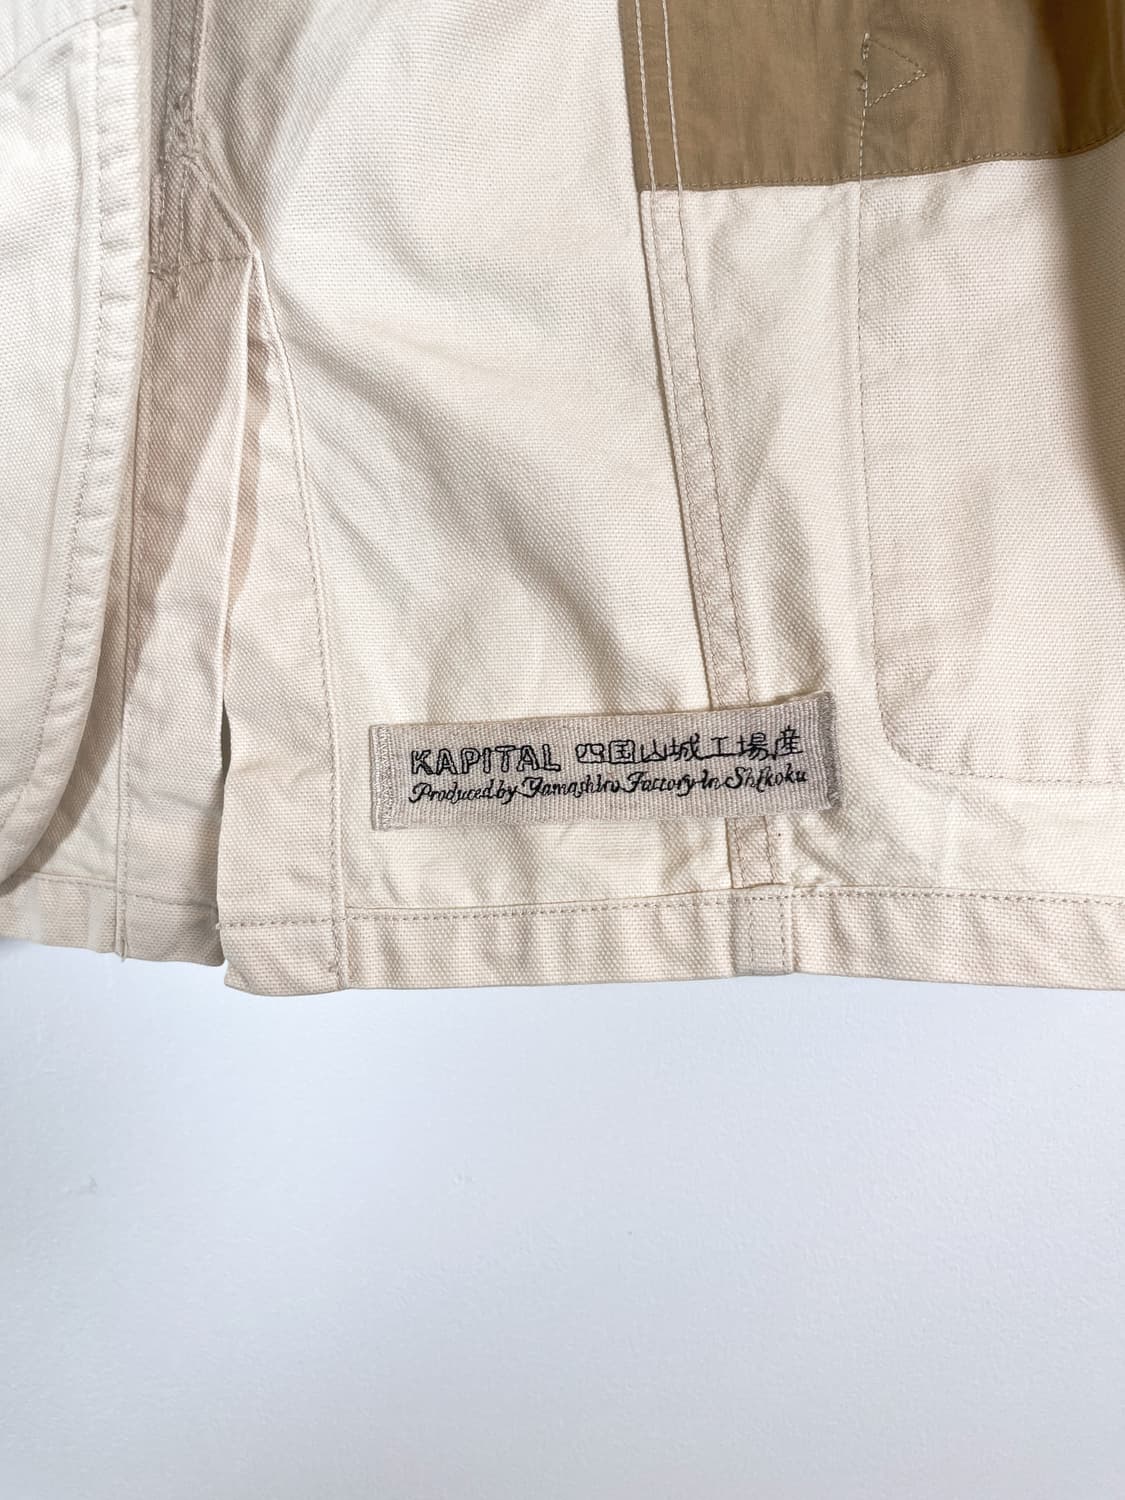 KAPITAL 四国山城工場産
Produced by Yamashiro Factory in Shikoku